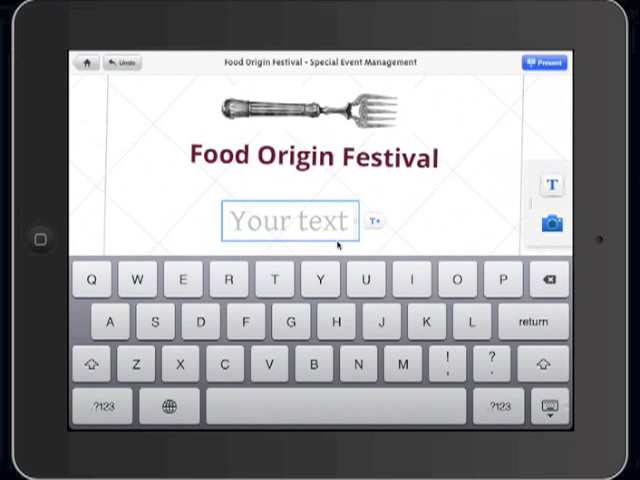 Undo
Food Origin Festival - Special Event Management
Present
Food Origin Festival
T
Your text
T+
Q W E R T Y U I O P
A S D F G H J K L return
Z X C V B N M ! , ? .
.?123
.?123